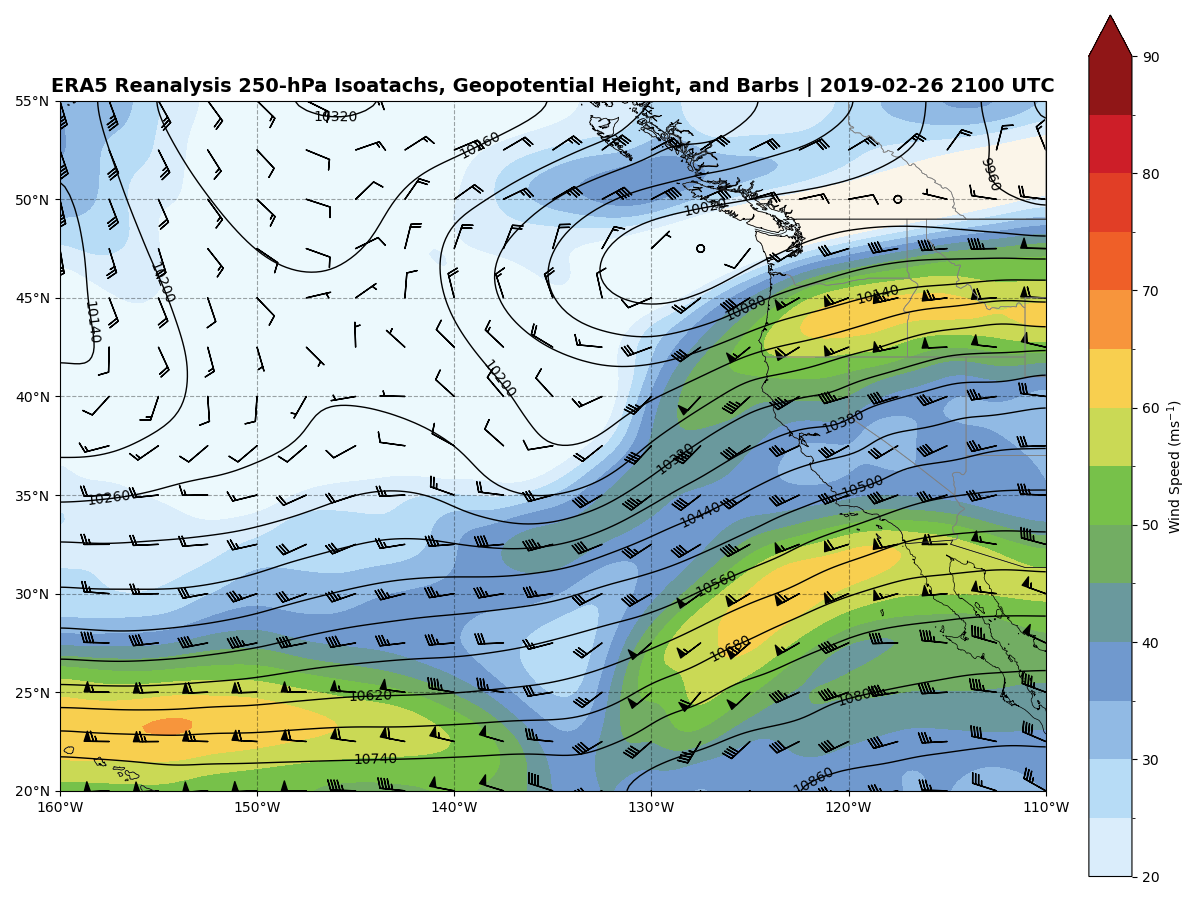 ERA5 Reanalysis 250-hPa Isoatachs, Geopotential Height, and Barbs | 2019-02-26 2100 UTC
55°N
50°N
45°N
40°N
35°N
30°N
25°N
20°N
160°W
150°W
140°W
130°W
120°W
110°W
10320
10260
9960
10020
10200
10140
10080
10140
10200
10380
10320
10260
10500
10440
10560
10680
10620
10800
10740
10860
90
80
70
60
50
40
30
20
Wind Speed (ms⁻¹)